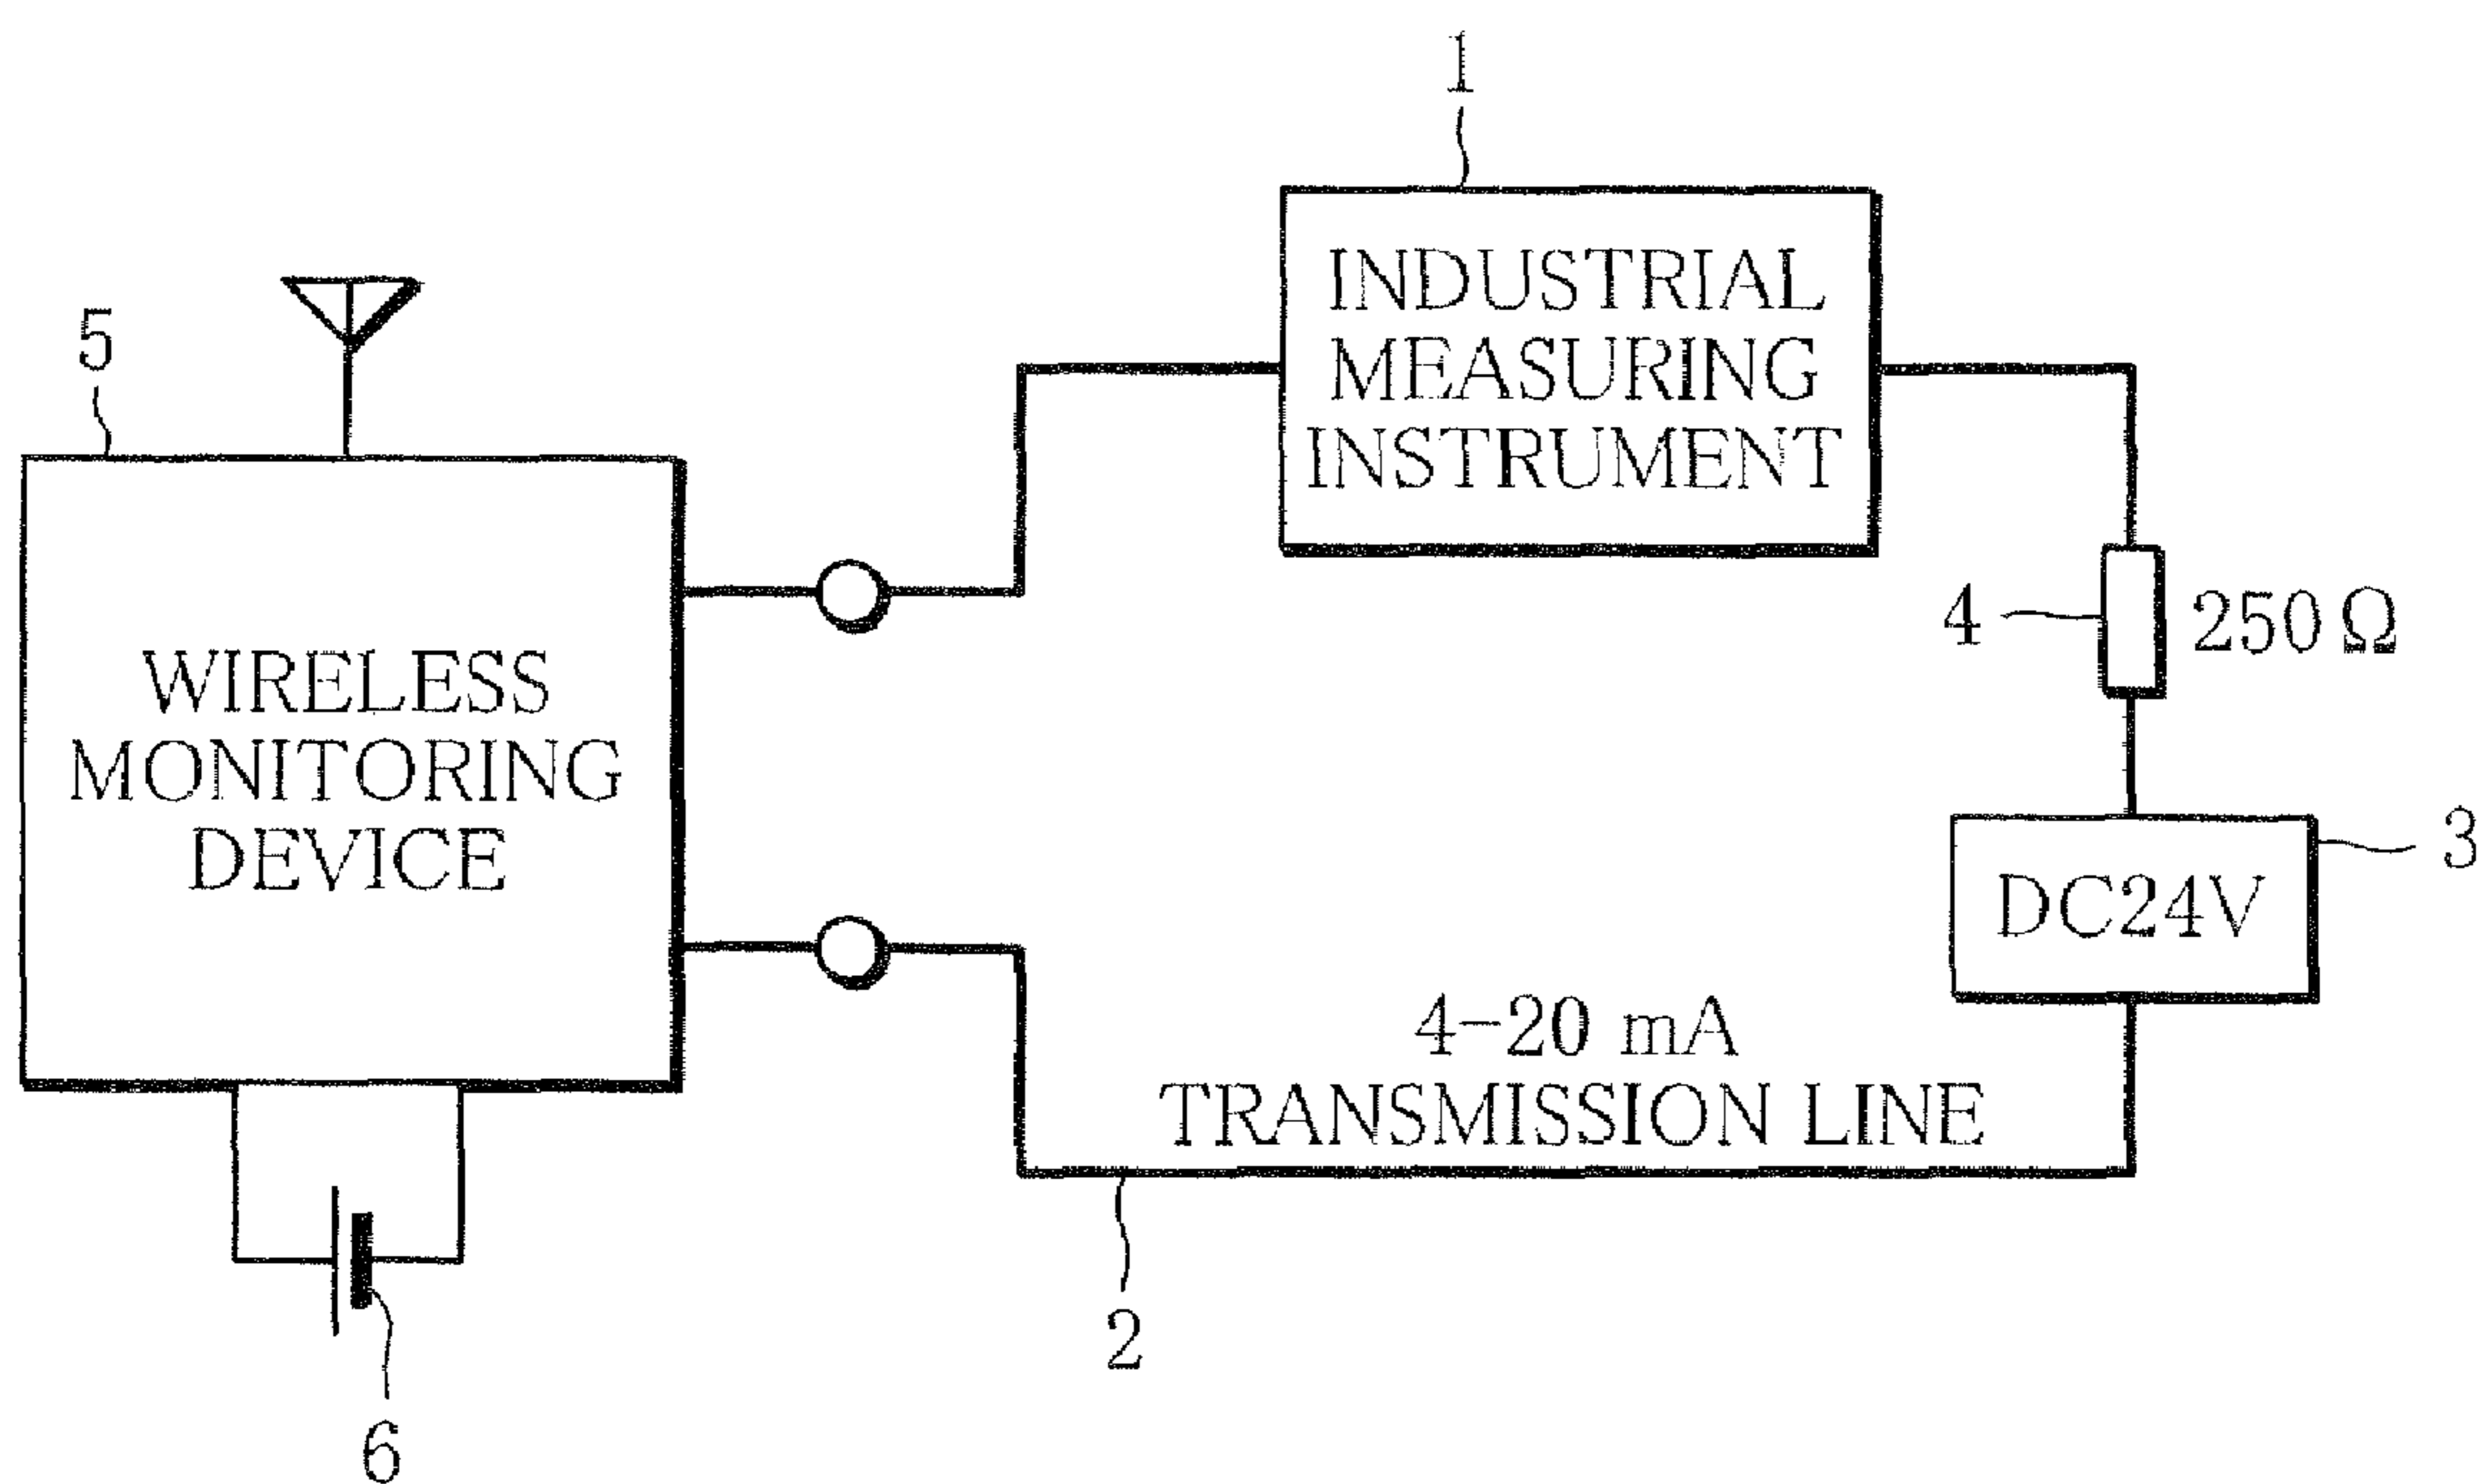 1
INDUSTRIAL
MEASURING
INSTRUMENT
5
WIRELESS
MONITORING
DEVICE
4
250 Ω
3
DC24V
4–20 mA
TRANSMISSION LINE
2
6